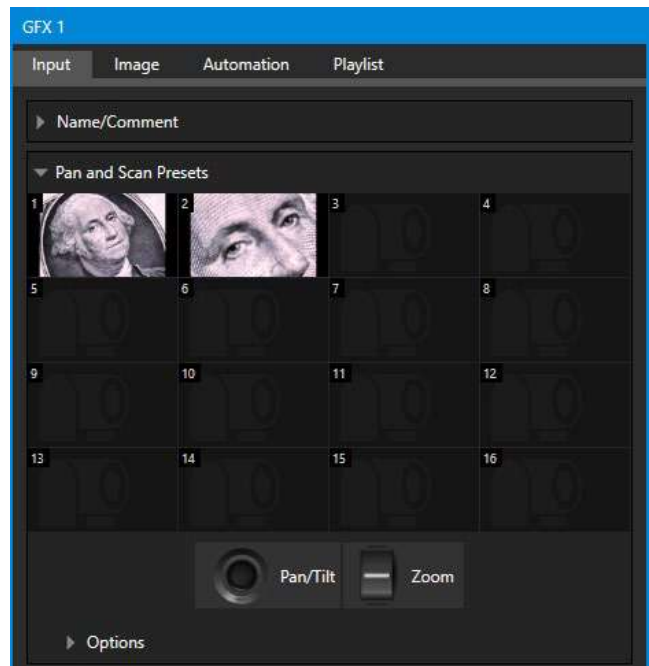 GFX 1
Input Image Automation Playlist
Name/Comment
Pan and Scan Presets
1 2 3 4
5 6 7 8
9 10 11 12
13 14 15 16
Pan/Tilt Zoom
Options